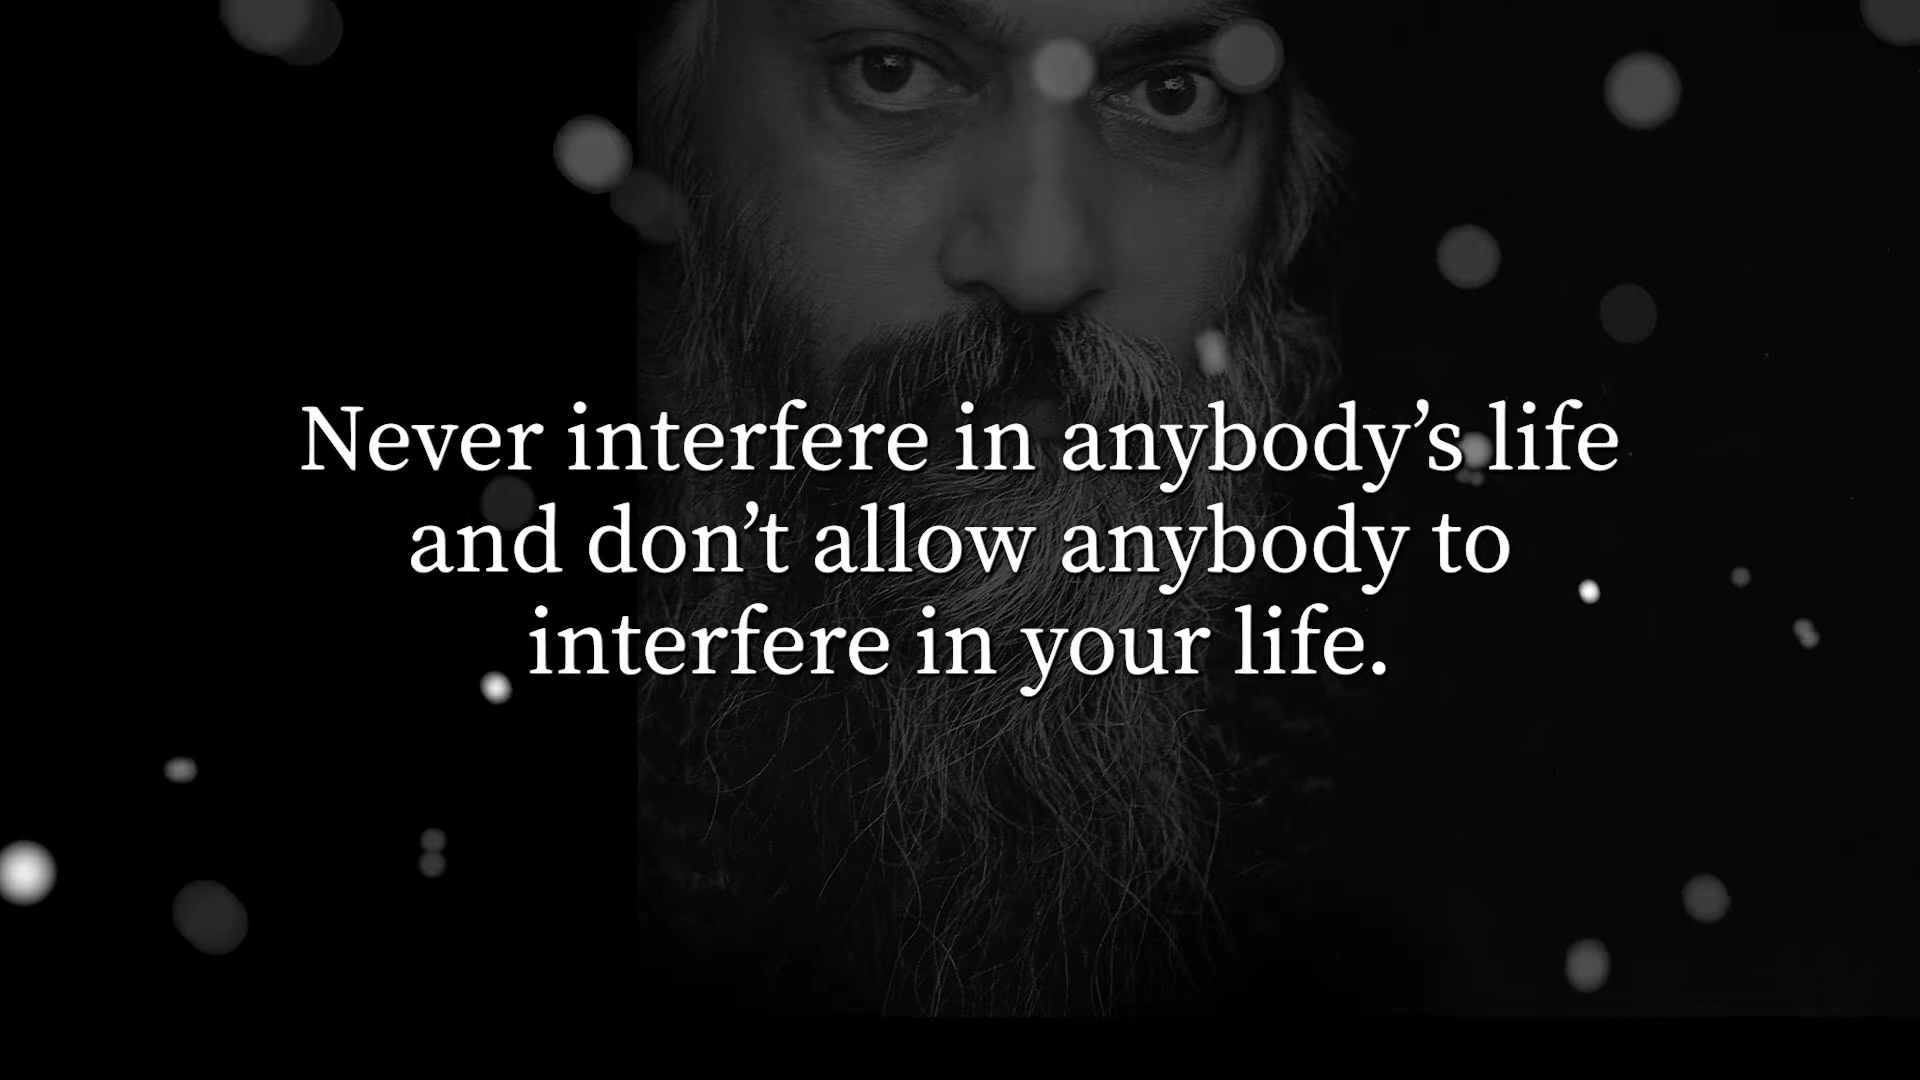 Never interfere in anybody’s life
and don’t allow anybody to
interfere in your life.